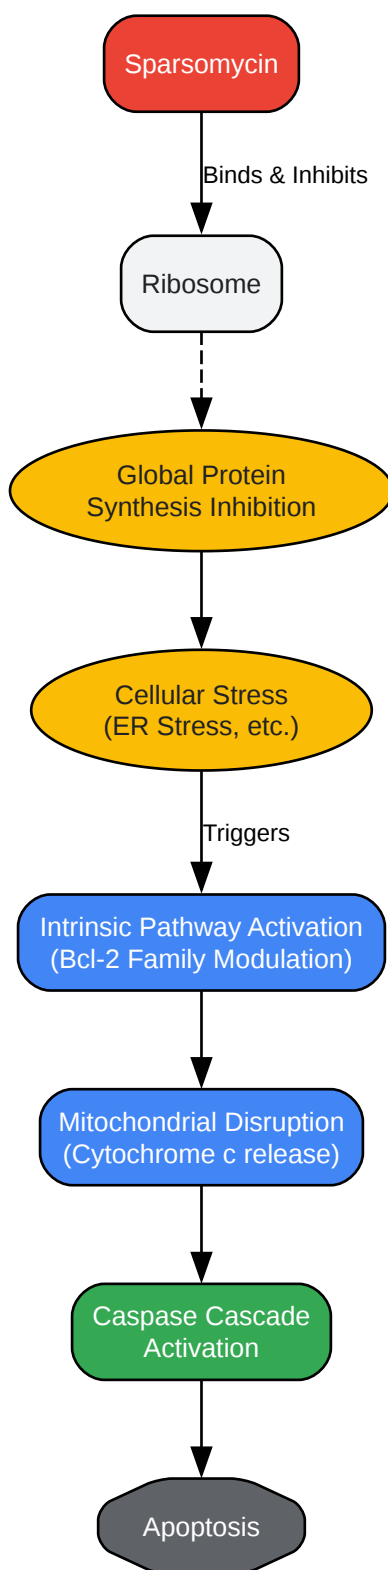 Sparsomycin
Binds & Inhibits
Ribosome
Global Protein
Synthesis Inhibition
Cellular Stress
(ER Stress, etc.)
Triggers
Intrinsic Pathway Activation
(Bcl-2 Family Modulation)
Mitochondrial Disruption
(Cytochrome c release)
Caspase Cascade
Activation
Apoptosis